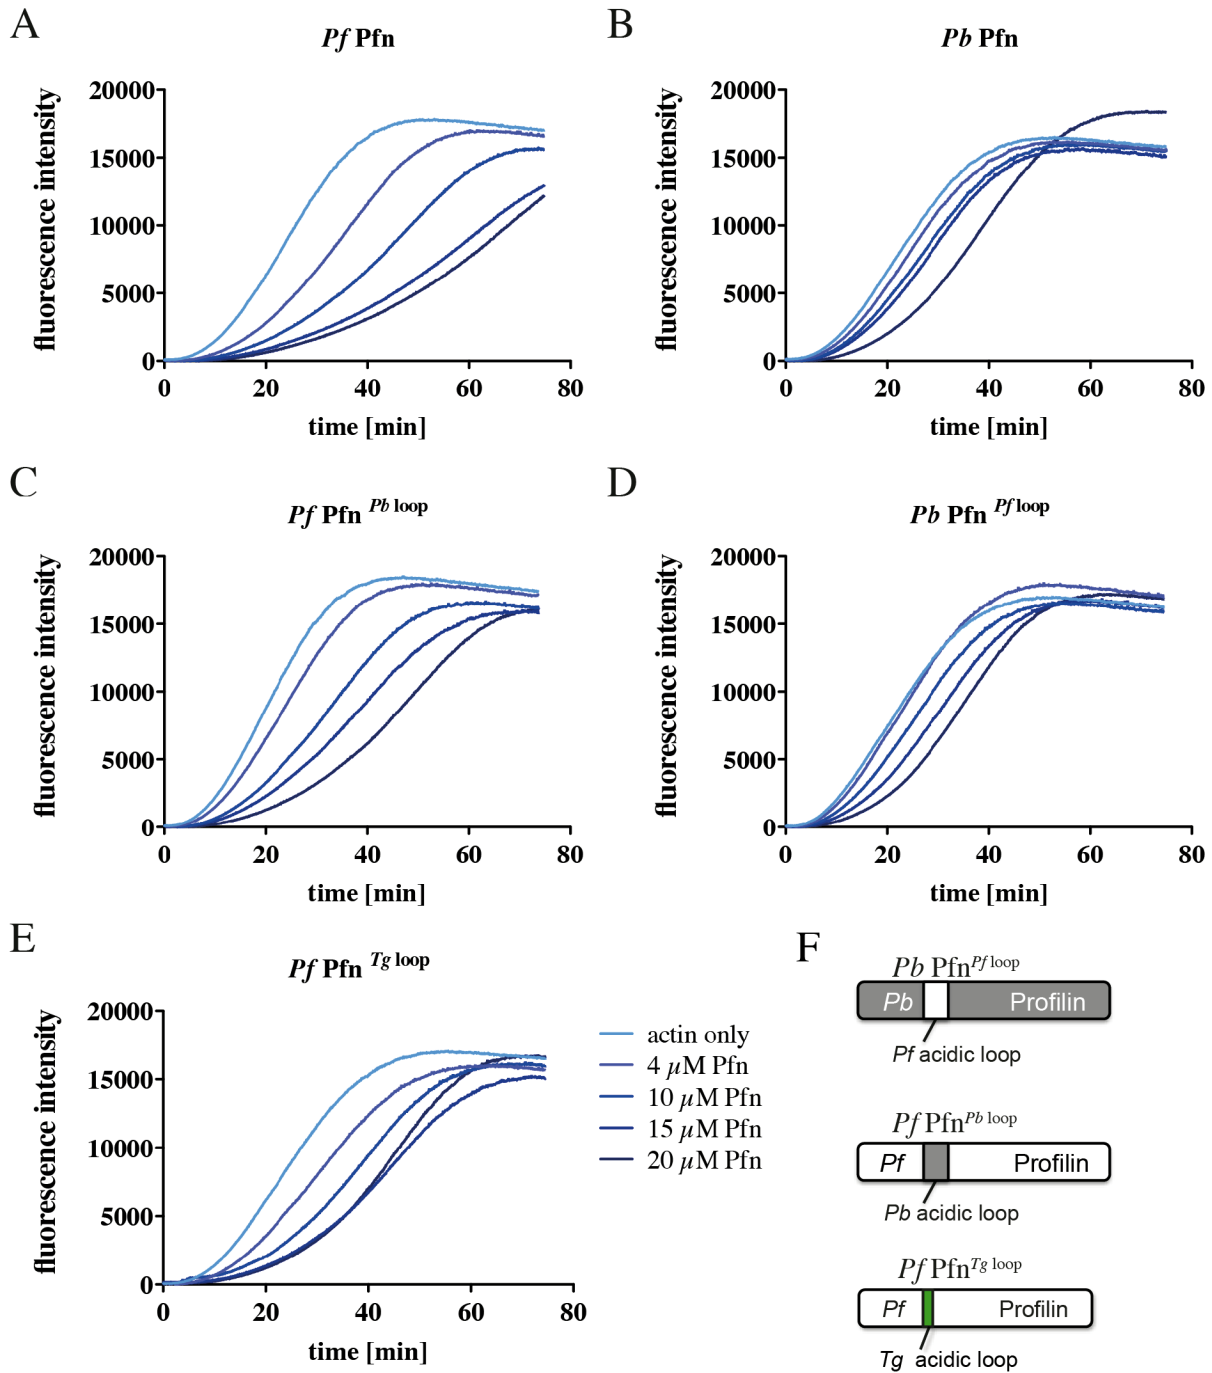 A
Pf Pfn
fluorescence intensity
20000
15000
10000
5000
0
0 20 40 60 80
time [min]
B
Pb Pfn
fluorescence intensity
20000
15000
10000
5000
0
0 20 40 60 80
time [min]
C
Pf Pfn Pb loop
fluorescence intensity
20000
15000
10000
5000
0
0 20 40 60 80
time [min]
D
Pb Pfn Pf loop
fluorescence intensity
20000
15000
10000
5000
0
0 20 40 60 80
time [min]
E
Pf Pfn Tg loop
fluorescence intensity
20000
15000
10000
5000
0
0 20 40 60 80
time [min]
actin only
4 µM Pfn
10 µM Pfn
15 µM Pfn
20 µM Pfn
F
Pb Pfn Pf loop
Pb Profilin
Pf acidic loop
Pf Pfn Pb loop
Pf Profilin
Pb acidic loop
Pf Pfn Tg loop
Pf Profilin
Tg acidic loop